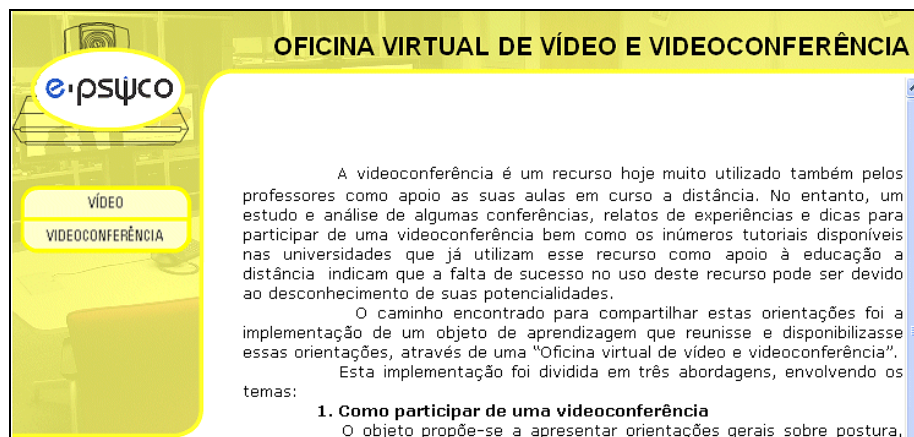 OFICINA VIRTUAL DE VÍDEO E VIDEOCONFERÊNCIA
e·psyco
VÍDEO
VIDEOCONFERÊNCIA
A videoconferência é um recurso hoje muito utilizado também pelos
professores como apoio as suas aulas em curso a distância. No entanto, um
estudo e análise de algumas conferências, relatos de experiências e dicas para
participar de uma videoconferência bem como os inúmeros tutoriais disponíveis
nas universidades que já utilizam esse recurso como apoio à educação a
distância indicam que a falta de sucesso no uso deste recurso pode ser devido
ao desconhecimento de suas potencialidades.
O caminho encontrado para compartilhar estas orientações foi a
implementação de um objeto de aprendizagem que reunisse e disponibilizasse
essas orientações, através de uma "Oficina virtual de vídeo e videoconferência".
Esta implementação foi dividida em três abordagens, envolvendo os
temas:
1. Como participar de uma videoconferência
O objeto propõe-se a apresentar orientações gerais sobre postura,